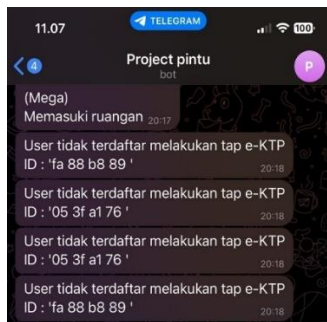 11.07
TELEGRAM
100
4
Project pintu
P
bot
(Mega)
Memasuki ruangan 20:17
User tidak terdaftar melakukan tap e-KTP
ID : 'fa 88 b8 89 '
20:18
User tidak terdaftar melakukan tap e-KTP
ID : '05 3f a1 76 '
20:18
User tidak terdaftar melakukan tap e-KTP
ID : '05 3f a1 76 '
20:18
User tidak terdaftar melakukan tap e-KTP
ID : 'fa 88 b8 89 '
20:18